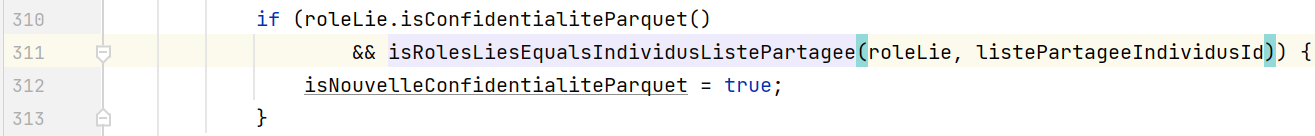 310 if (roleLie.isConfidentialiteParquet()
311 && isRolesLiesEqualsIndividusListePartagee(roleLie, listePartageeIndividusId)) {
312 isNouvelleConfidentialiteParquet = true;
313 }